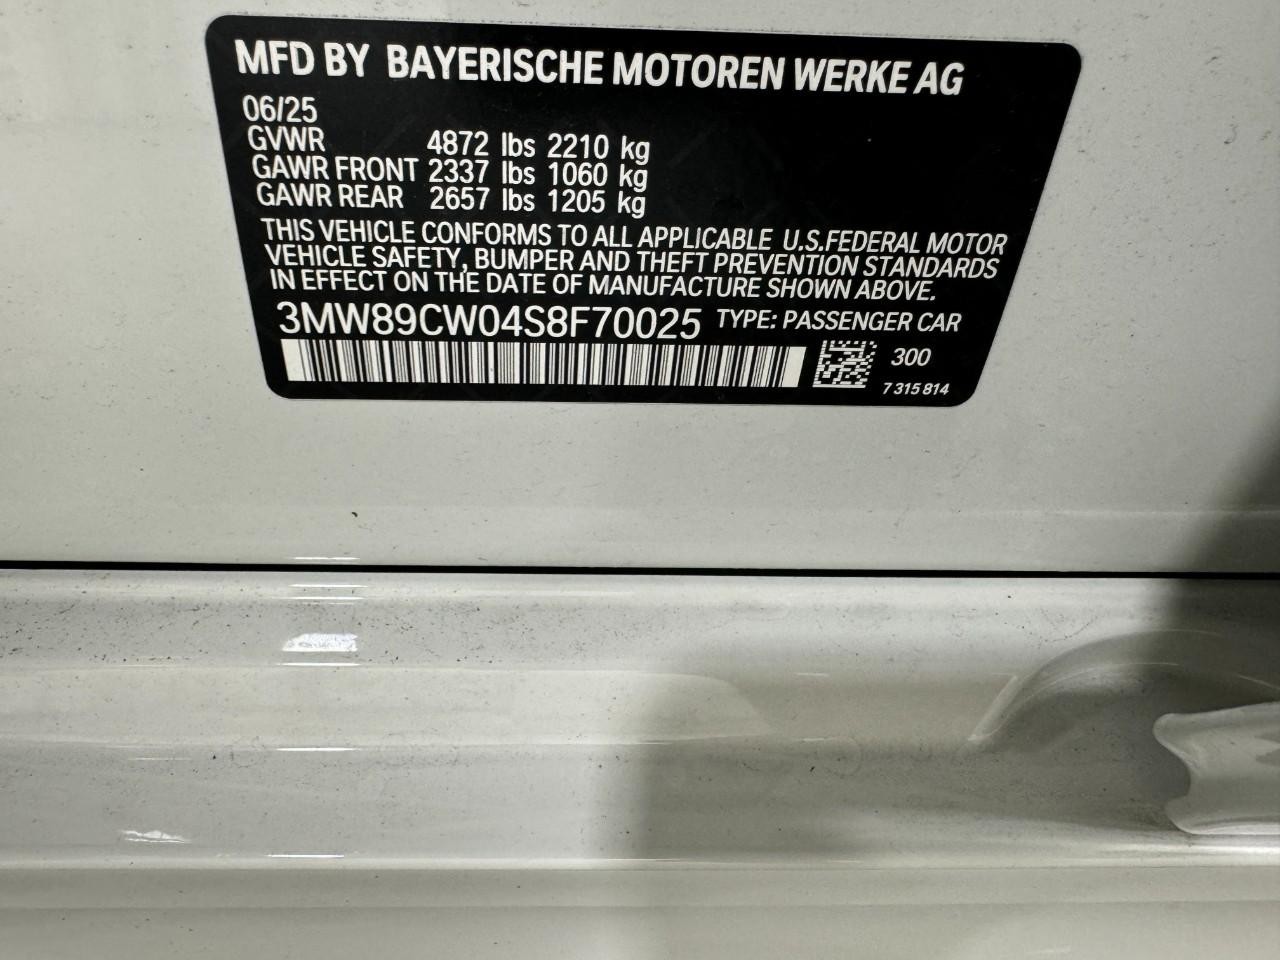 MFD BY BAYERISCHE MOTOREN WERKE AG
06/25
GVWR 4872 lbs 2210 kg
GAWR FRONT 2337 lbs 1060 kg
GAWR REAR 2657 lbs 1205 kg
THIS VEHICLE CONFORMS TO ALL APPLICABLE U.S.FEDERAL MOTOR
VEHICLE SAFETY, BUMPER AND THEFT PREVENTION STANDARDS
IN EFFECT ON THE DATE OF MANUFACTURE SHOWN ABOVE.
3MW89CW04S8F70025 TYPE: PASSENGER CAR
300
7 315 814